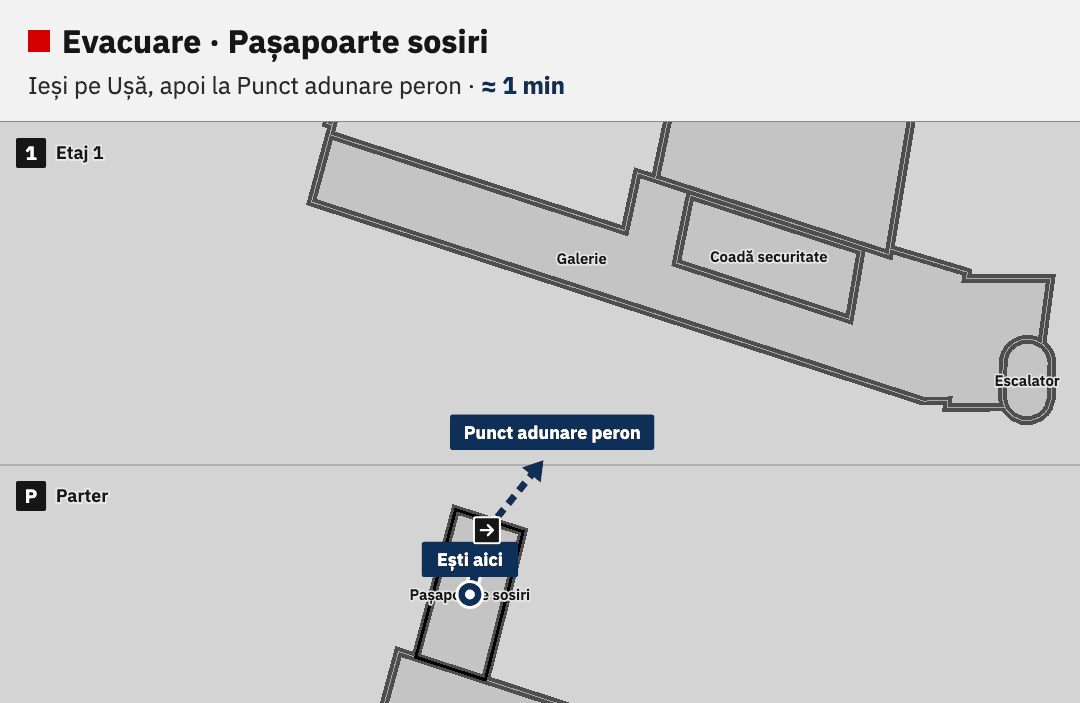 Evacuare · Pașapoarte sosiri
Ieși pe Ușă, apoi la Punct adunare peron · ≈ 1 min
1 Etaj 1
Galerie
Coadă securitate
Escalator
Punct adunare peron
P Parter
Ești aici
sosiri